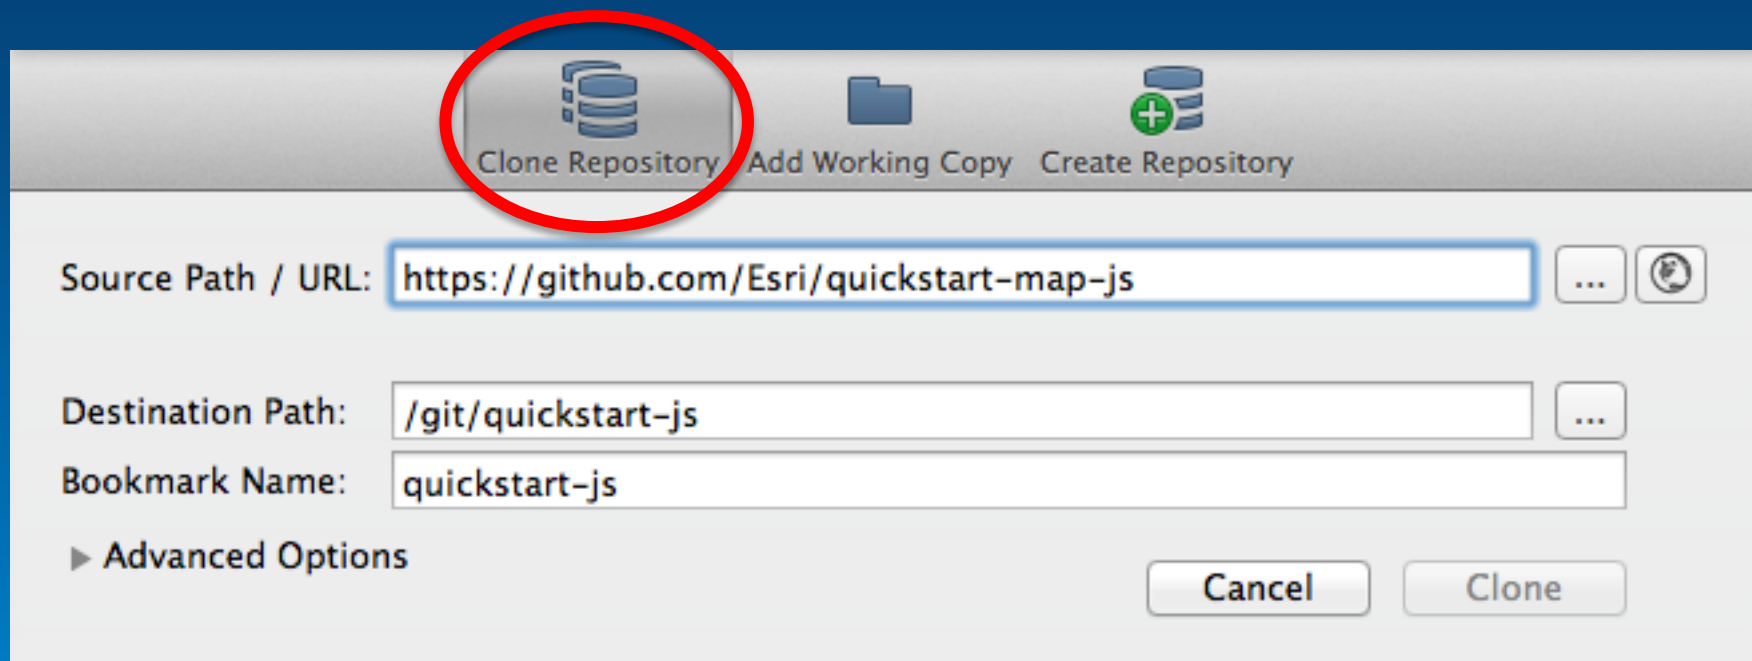 Clone Repository Add Working Copy Create Repository
Source Path / URL: https://github.com/Esri/quickstart-map-js ...
Destination Path: /git/quickstart-js ...
Bookmark Name: quickstart-js
Advanced Options
Cancel Clone